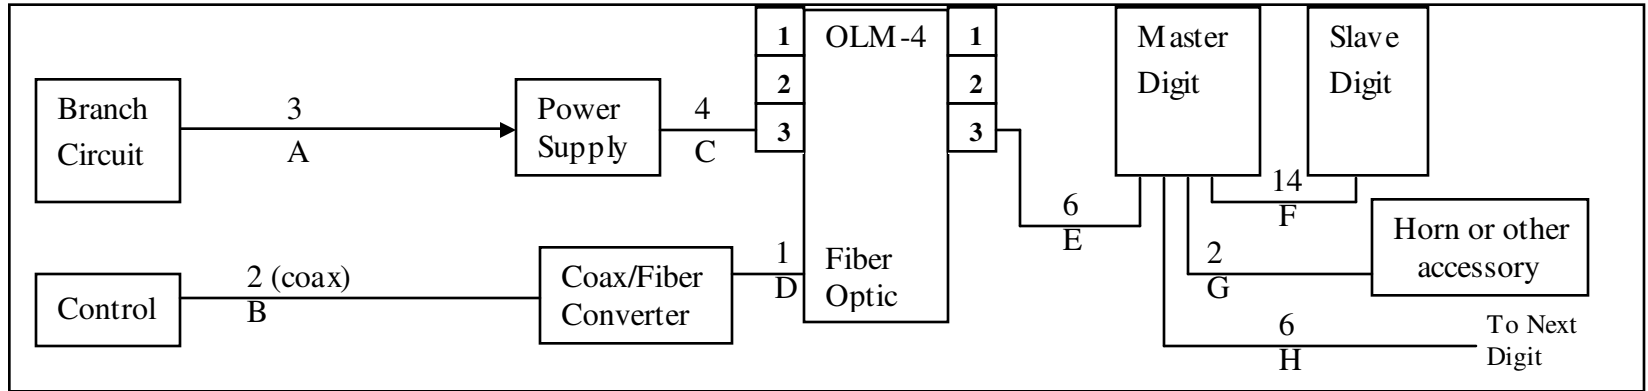 Branch
Circuit
3
A
Power
Supply
4
C
1
2
3
OLM-4
Fiber
Optic
1
2
3
Control
2 (coax)
B
Coax/Fiber
Converter
1
D
6
E
Master
Digit
Slave
Digit
14
F
2
G
Horn or other
accessory
6
H
To Next
Digit